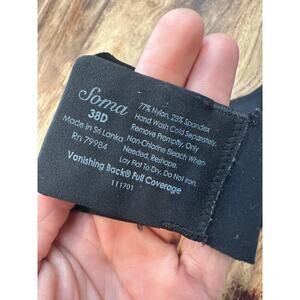 Soma
38D
Made in Sri Lanka
Rn 79984
77% Nylon, 23% Spandex
Hand Wash Cold Separately.
Remove Promptly, Only
Non-Chlorine Bleach When
Needed, Reshape.
Lay Flat To Dry, Do Not Iron.
Vanishing Back® Full Coverage
111701